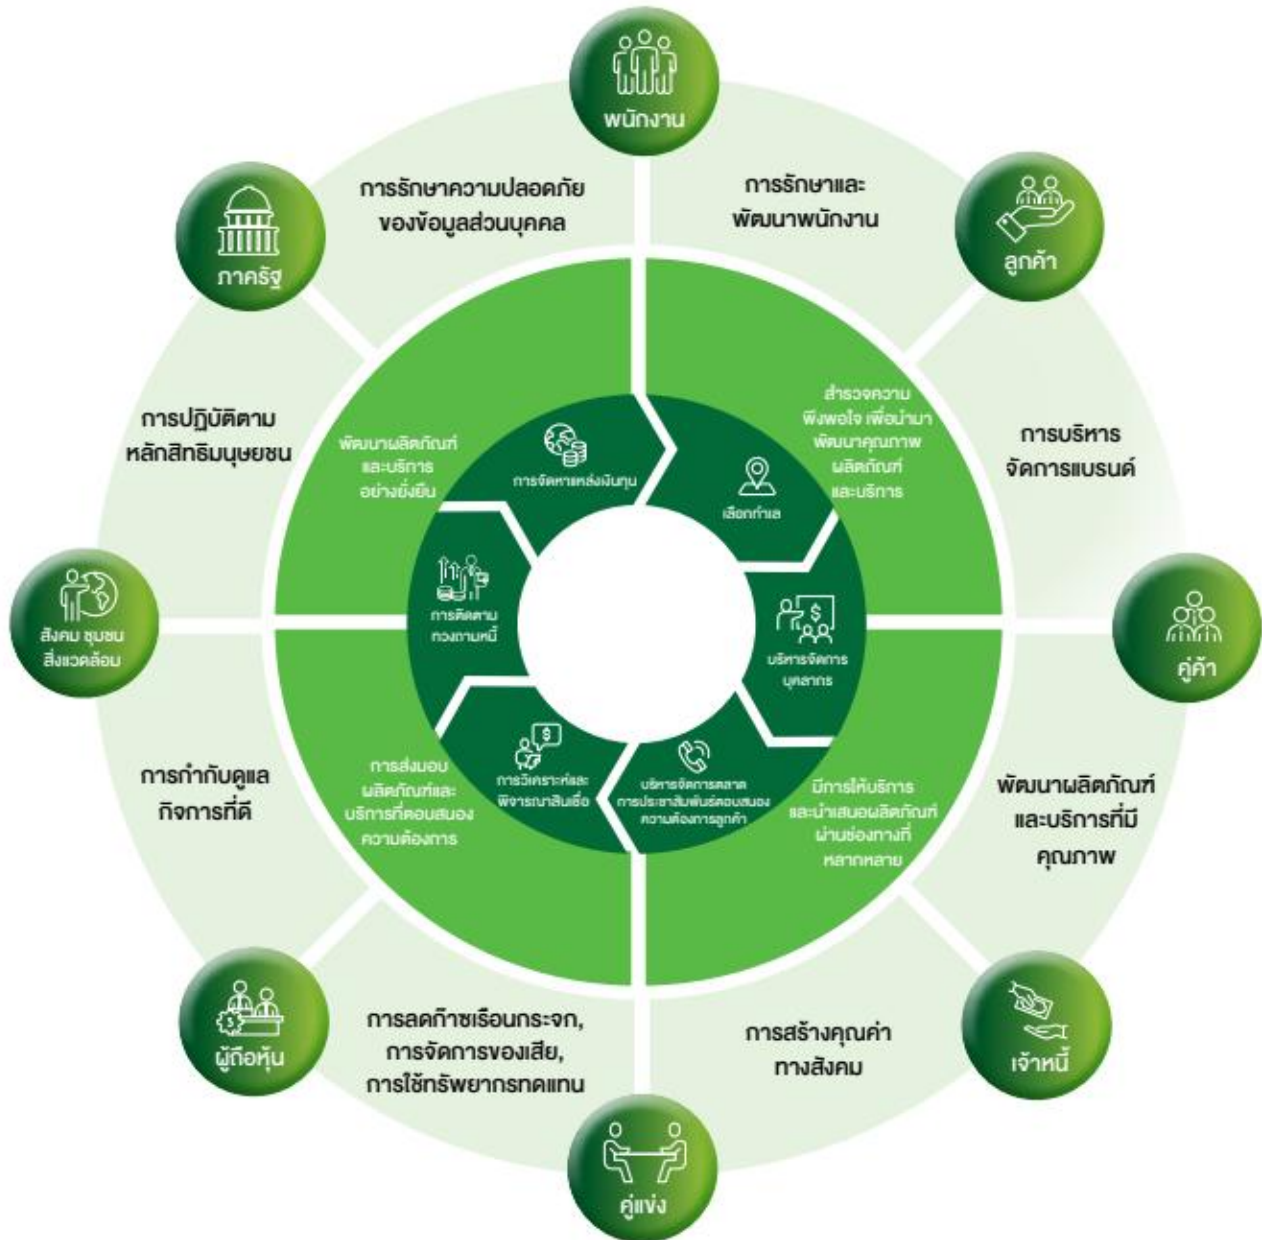 พนักงาน
การรักษาความปลอดภัย
ของข้อมูลส่วนบุคคล
การรักษาและ
พัฒนาพนักงาน
ภาครัฐ
ลูกค้า
การปฏิบัติตาม
หลักสิทธิมนุษยชน
พัฒนาผลิตภัณฑ์
และบริการ
อย่างยั่งยืน
การจัดหาแหล่งเงินทุน
เลือกทำเล
สำรวจความ
พึงพอใจ เพื่อนำมา
พัฒนาคุณภาพ
ผลิตภัณฑ์
และบริการ
การบริหาร
จัดการแบรนด์
สังคม ชุมชน
สิ่งแวดล้อม
การติดตาม
ทวงถามหนี้
บริหารจัดการ
บุคลากร
คู่ค้า
การกำกับดูแล
กิจการที่ดี
การส่งมอบ
ผลิตภัณฑ์และ
บริการที่ตอบสนอง
ความต้องการ
การวิเคราะห์และ
พิจารณาสินเชื่อ
บริหารจัดการตลาด
การประชาสัมพันธ์ตอบสนอง
ความต้องการลูกค้า
มีการให้บริการ
และนำเสนอผลิตภัณฑ์
ผ่านช่องทางที่
หลากหลาย
พัฒนาผลิตภัณฑ์
และบริการที่มี
คุณภาพ
ผู้ถือหุ้น
การลดก๊าซเรือนกระจก,
การจัดการของเสีย,
การใช้ทรัพยากรทดแทน
การสร้างคุณค่า
ทางสังคม
เจ้าหนี้
คู่แข่ง